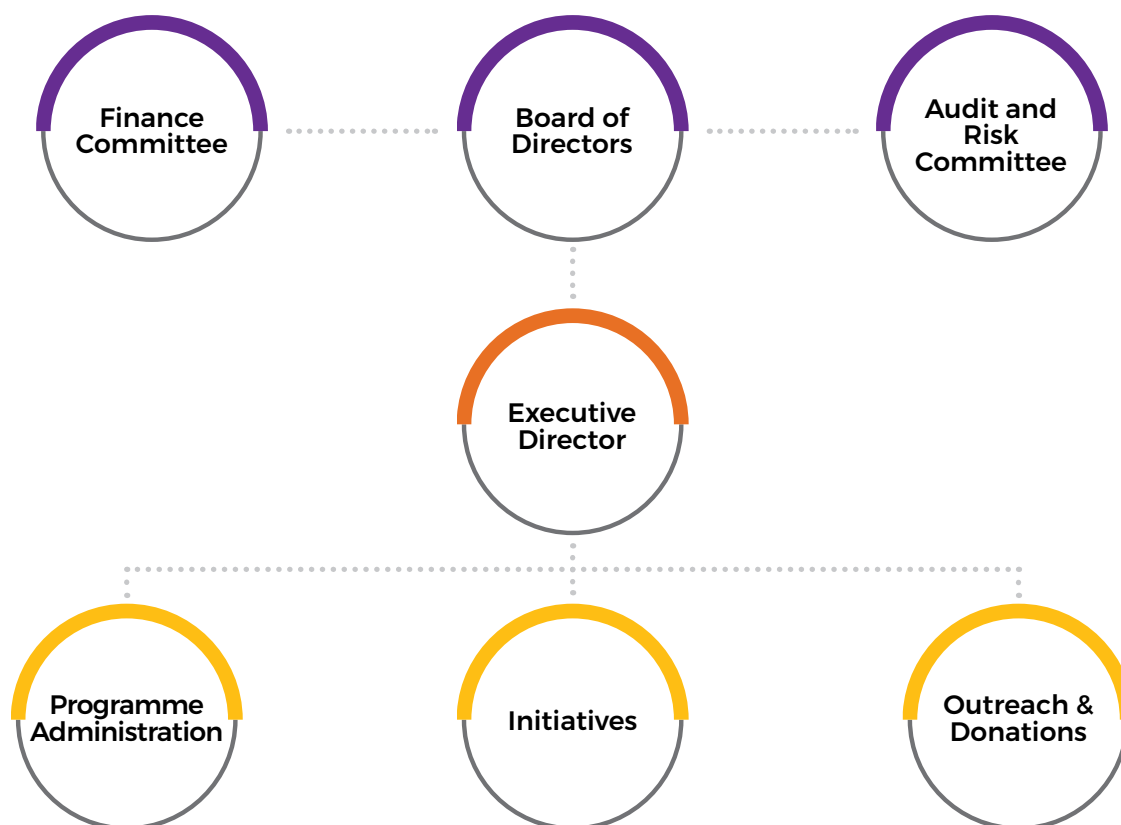 Finance
Committee
Board of
Directors
Audit and
Risk
Committee
Executive
Director
Programme
Administration
Initiatives
Outreach &
Donations